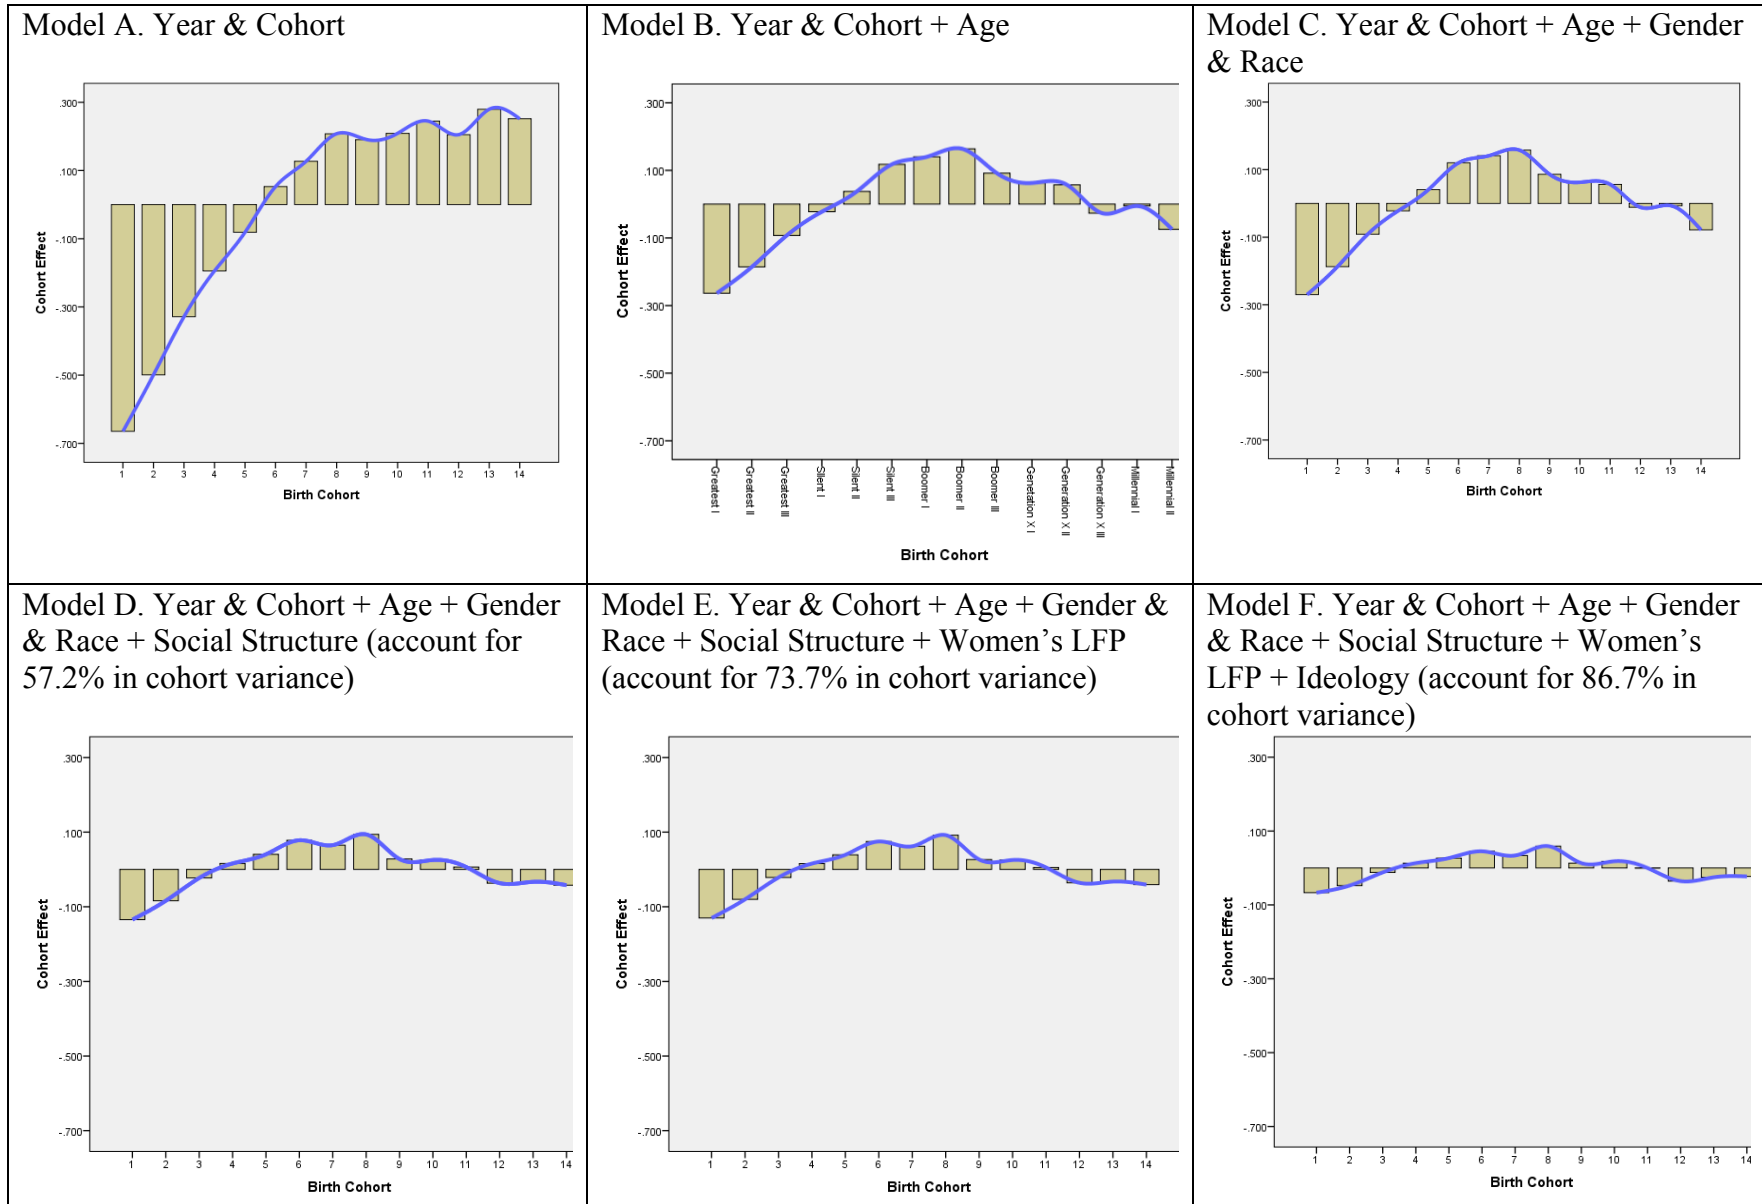 Model A. Year & Cohort
.300
.100
-.100
-.300
-.500
-.700
Cohort Effect
1 2 3 4 5 6 7 8 9 10 11 12 13 14
Birth Cohort
Model B. Year & Cohort + Age
.300
.100
-.100
-.300
-.500
-.700
Cohort Effect
Greatest I
Greatest II
Greatest III
Silent I
Silent II
Silent III
Boomer I
Boomer II
Boomer III
Genetation X I
Generation X II
Generation X III
Millennial I
Millennial II
Birth Cohort
Model C. Year & Cohort + Age + Gender
& Race
.300
.100
-.100
-.300
-.500
-.700
Cohort Effect
1 2 3 4 5 6 7 8 9 10 11 12 13 14
Birth Cohort
Model D. Year & Cohort + Age + Gender
& Race + Social Structure (account for
57.2% in cohort variance)
.300
.100
-.100
-.300
-.500
-.700
Cohort Effect
1 2 3 4 5 6 7 8 9 10 11 12 13 14
Birth Cohort
Model E. Year & Cohort + Age + Gender &
Race + Social Structure + Women’s LFP
(account for 73.7% in cohort variance)
.300
.100
-.100
-.300
-.500
-.700
Cohort Effect
1 2 3 4 5 6 7 8 9 10 11 12 13 14
Birth Cohort
Model F. Year & Cohort + Age + Gender
& Race + Social Structure + Women’s
LFP + Ideology (account for 86.7% in
cohort variance)
.300
.100
-.100
-.300
-.500
-.700
Cohort Effect
1 2 3 4 5 6 7 8 9 10 11 12 13 14
Birth Cohort